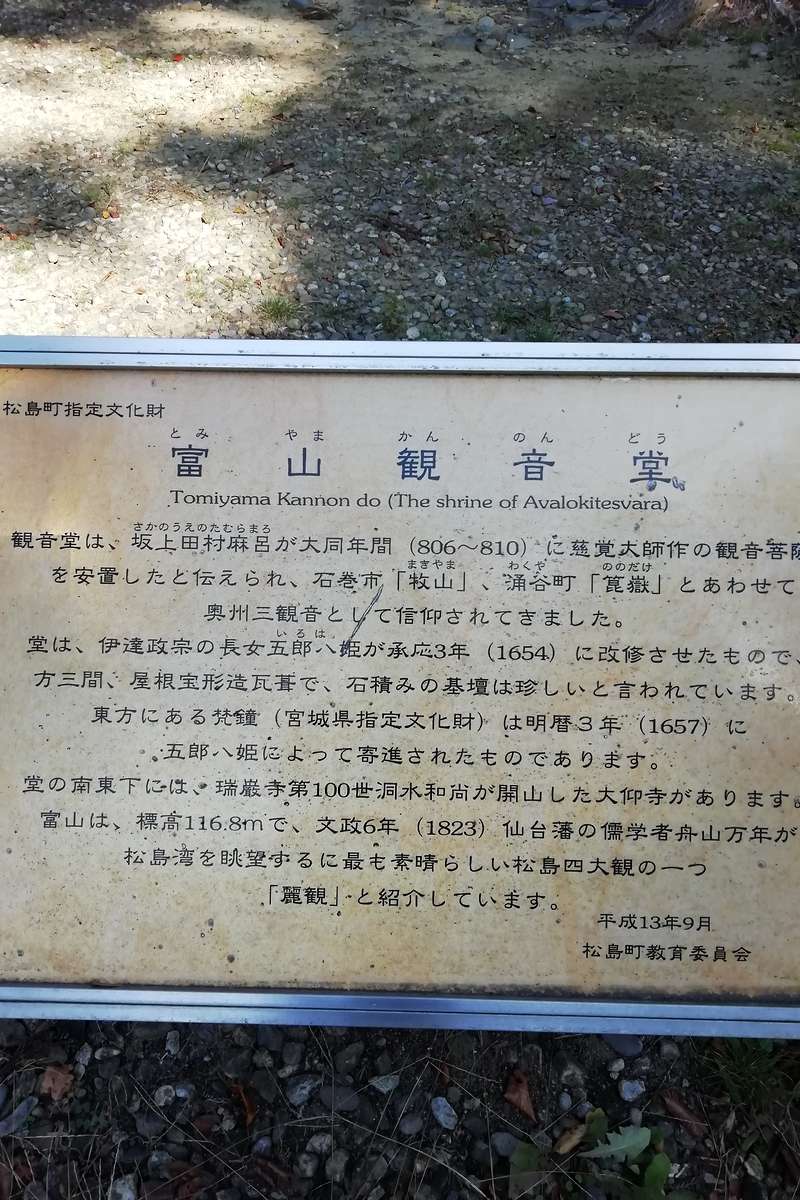 松島町指定文化財
とみ やま かん のん どう
富山観音堂
Tomiyama Kannon do (The shrine of Avalokitesvara)
さかのうえのたむらまろ
観音堂は、坂上田村麻呂が大同年間（806〜810）に慈覚大師作の観音菩薩
まきやま わくや ののだけ
を安置したと伝えられ、石巻市「牧山」、涌谷町「箟嶽」とあわせて
奥州三観音として信仰されてきました。
いろは
堂は、伊達政宗の長女五郎八姫が承応3年（1654）に改修させたもので、
方三間、屋根宝形造瓦葺で、石積みの基壇は珍しいと言われています。
東方にある梵鐘（宮城県指定文化財）は明暦３年（1657）に
五郎八姫によって寄進されたものであります。
堂の南東下には、瑞巌寺第100世洞水和尚が開山した大仰寺があります。
富山は、標高116.8mで、文政6年（1823）仙台藩の儒学者舟山万年が
松島湾を眺望するに最も素晴らしい松島四大観の一つ
「麗観」と紹介しています。
平成13年9月
松島町教育委員会